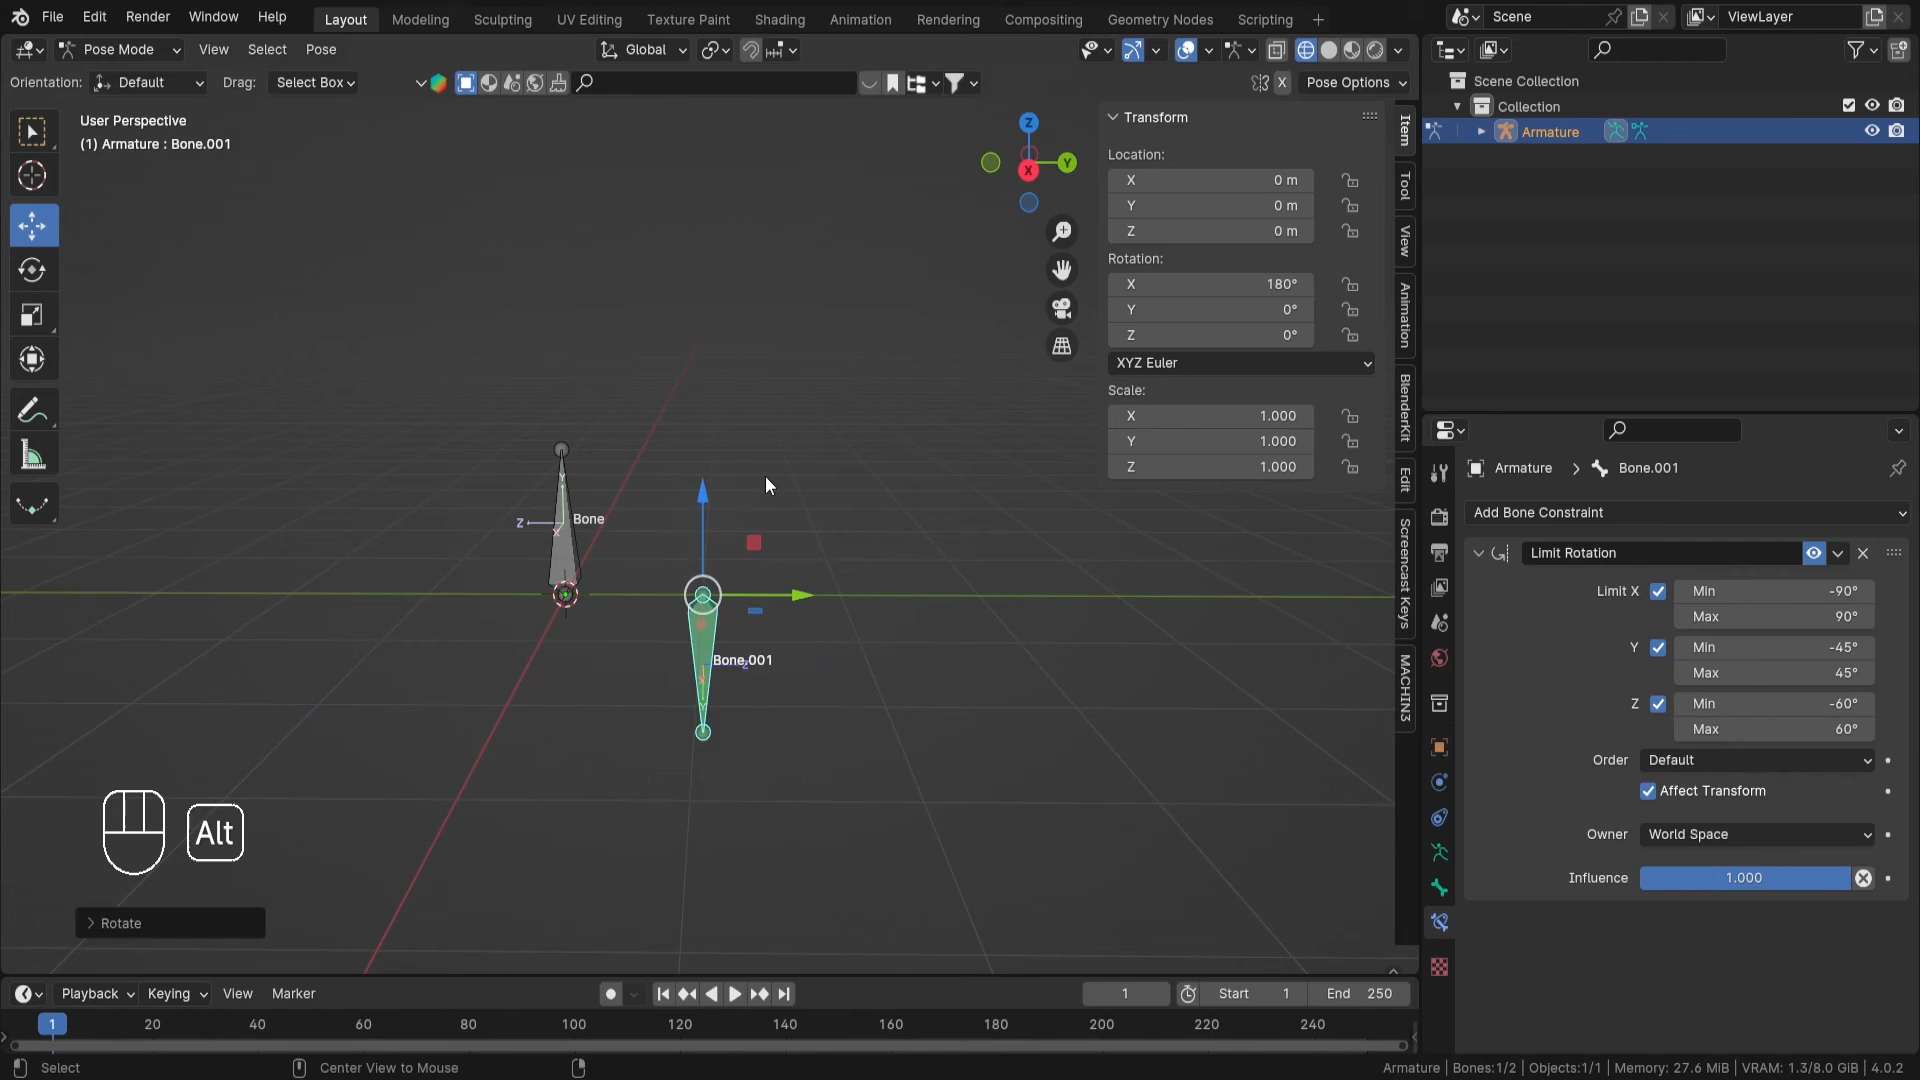 File Edit Render Window Help Layout Modeling Sculpting UV Editing Texture Paint Shading Animation Rendering Compositing Geometry Nodes Scripting + Scene ViewLayer
Pose Mode View Select Pose Global
Orientation: Default Drag: Select Box X Pose Options
User Perspective
(1) Armature : Bone.001
Z
Y
X
Bone
Z
X
Bone.001
Alt
Rotate
Transform
Location:
X 0 m
Y 0 m
Z 0 m
Rotation:
X 180°
Y 0°
Z 0°
XYZ Euler
Scale:
X 1.000
Y 1.000
Z 1.000
Item
Tool
View
Animation
BlenderKit
Edit
Screencast Keys
MACHIN3
Scene Collection
Collection
Armature
Armature > Bone.001
Add Bone Constraint
Limit Rotation
Limit X Min -90°
Max 90°
Y Min -45°
Max 45°
Z Min -60°
Max 60°
Order Default
Affect Transform
Owner World Space
Influence 1.000
Playback Keying View Marker 1 Start 1 End 250
1 20 40 60 80 100 120 140 160 180 200 220 240
Select Center View to Mouse Armature | Bones:1/2 | Objects:1/1 | Memory: 27.6 MiB | VRAM: 1.3/8.0 GiB | 4.0.2